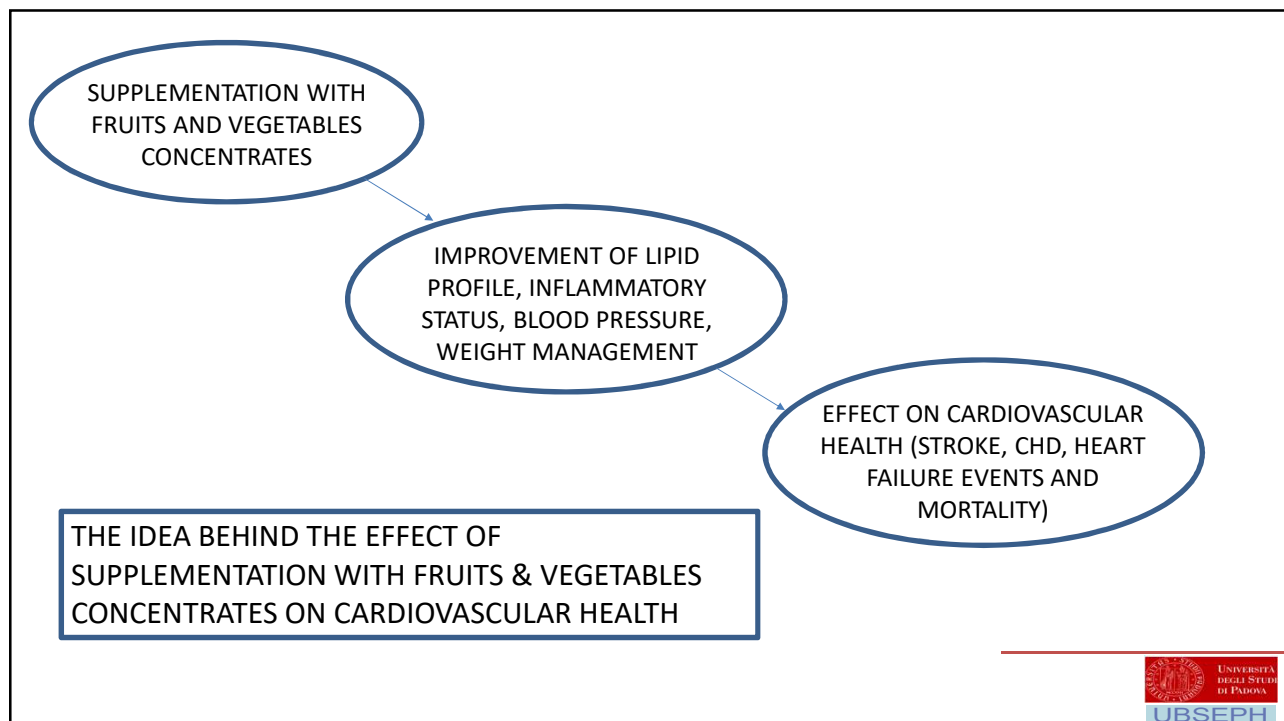 SUPPLEMENTATION WITH
FRUITS AND VEGETABLES
CONCENTRATES
IMPROVEMENT OF LIPID
PROFILE, INFLAMMATORY
STATUS, BLOOD PRESSURE,
WEIGHT MANAGEMENT
EFFECT ON CARDIOVASCULAR
HEALTH (STROKE, CHD, HEART
FAILURE EVENTS AND
MORTALITY)
THE IDEA BEHIND THE EFFECT OF
SUPPLEMENTATION WITH FRUITS & VEGETABLES
CONCENTRATES ON CARDIOVASCULAR HEALTH
UNIVERSITÀ
DEGLI STUDI
DI PADOVA
UBSEPH